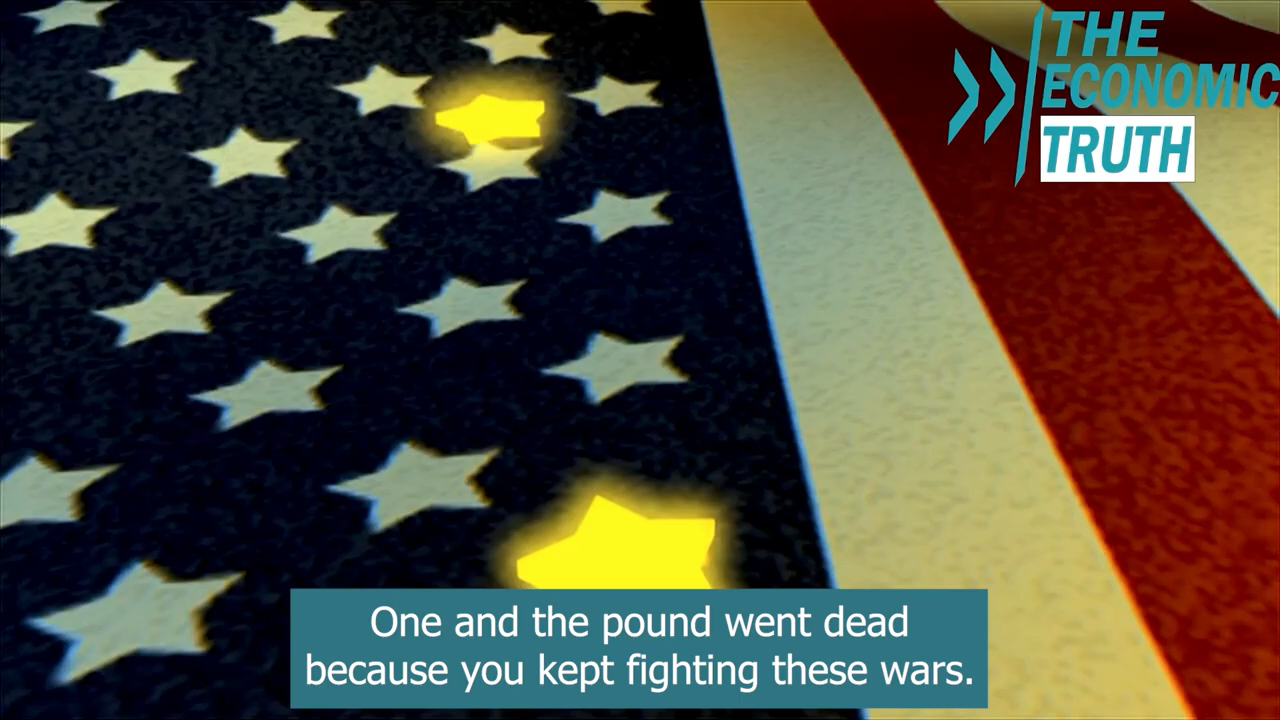 THE
ECONOMIC
TRUTH
One and the pound went dead
because you kept fighting these wars.